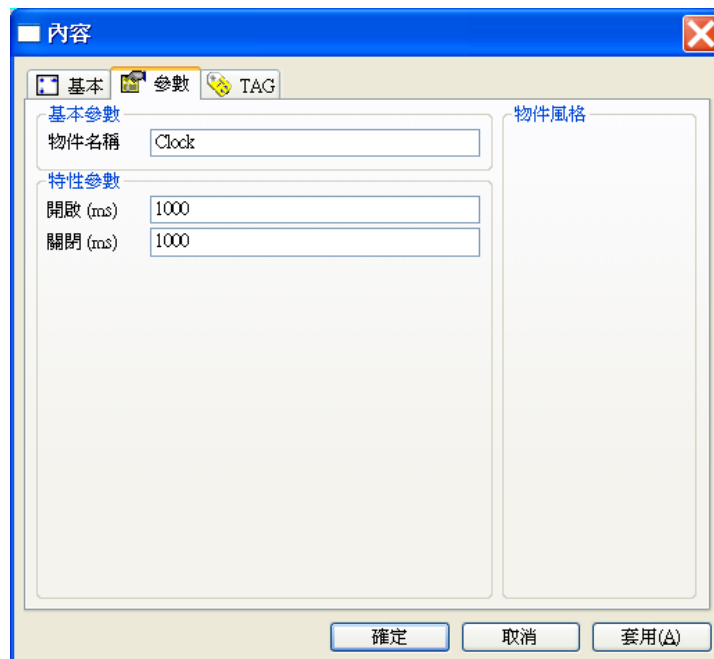 內容
基本 參數 TAG
基本參數
物件名稱 Clock
特性參數
開啟 (ms) 1000
關閉 (ms) 1000
物件風格
確定 取消 套用(A)